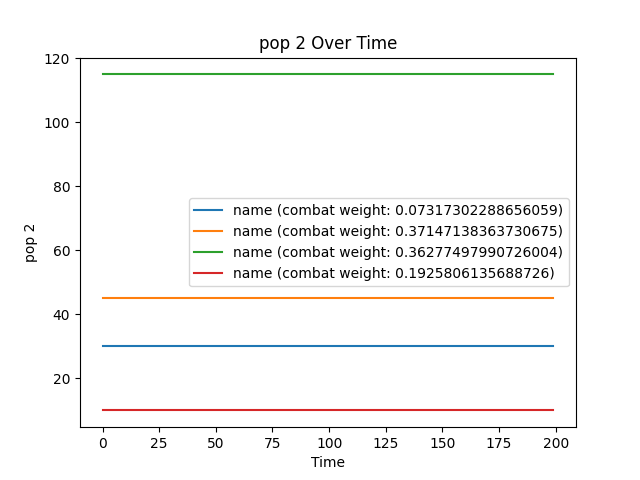 pop 2 Over Time
120
100
80
60
40
20
pop 2
name (combat weight: 0.07317302288656059)
name (combat weight: 0.37147138363730675)
name (combat weight: 0.36277497990726004)
name (combat weight: 0.1925806135688726)
0 25 50 75 100 125 150 175 200
Time